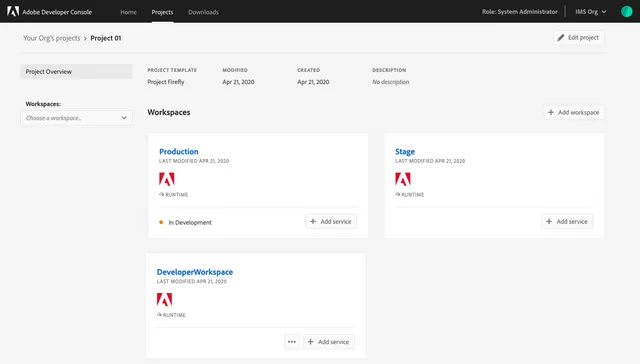 Adobe Developer Console Home Projects Downloads Role: System Administrator IMS Org
Your Org's projects > Project 01 Edit project
Project Overview
PROJECT TEMPLATE MODIFIED CREATED DESCRIPTION
Project Firefly Apr 21, 2020 Apr 21, 2020 No description
Workspaces:
Choose a workspace...
Workspaces + Add workspace
Production Stage
LAST MODIFIED APR 21, 2020 LAST MODIFIED APR 21, 2020
RUNTIME RUNTIME
In Development + Add service + Add service
DeveloperWorkspace
LAST MODIFIED APR 21, 2020
RUNTIME
••• + Add service